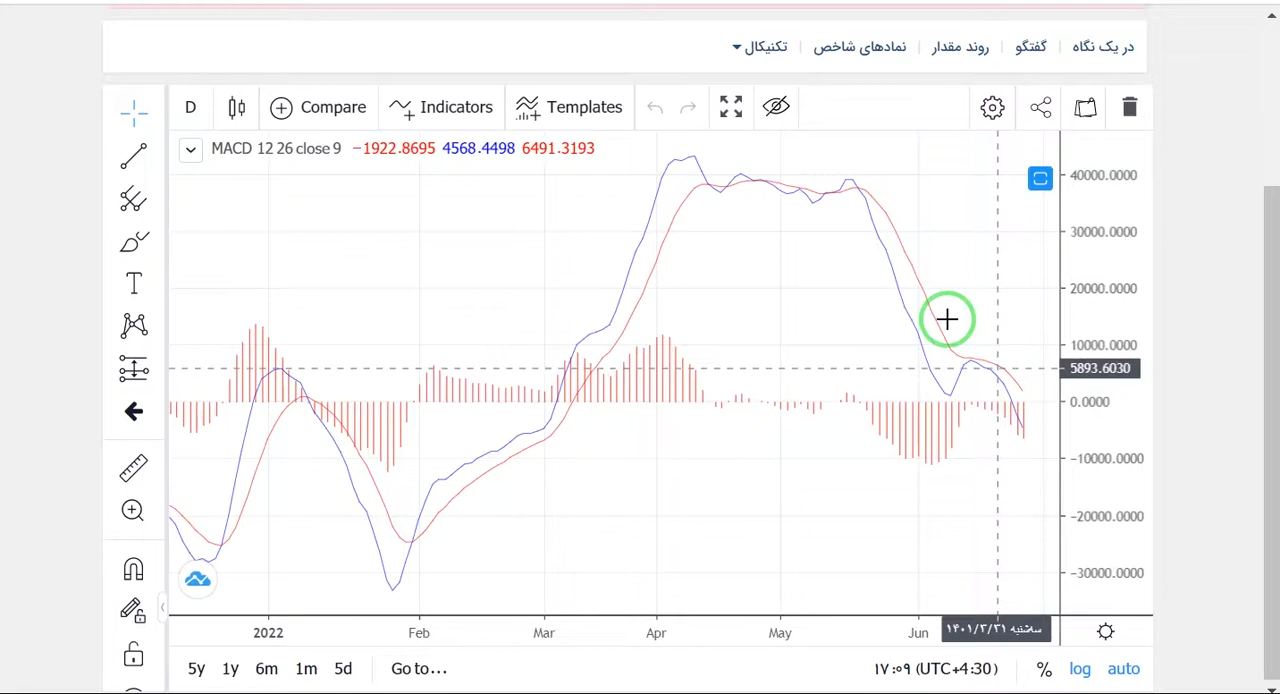 در یک نگاه | گفتگو | روند مقدار | نمادهای شاخص | تکنیکال
D Compare Indicators Templates
MACD 12 26 close 9 −1922.8695 4568.4498 6491.3193
40000.0000
30000.0000
20000.0000
10000.0000
5893.6030
0.0000
−10000.0000
−20000.0000
−30000.0000
2022 Feb Mar Apr May Jun سه‌شنبه ۱۴۰۱/۳/۳۱
5y 1y 6m 1m 5d Go to... ۱۷:۰۹ (UTC+4:30) % log auto